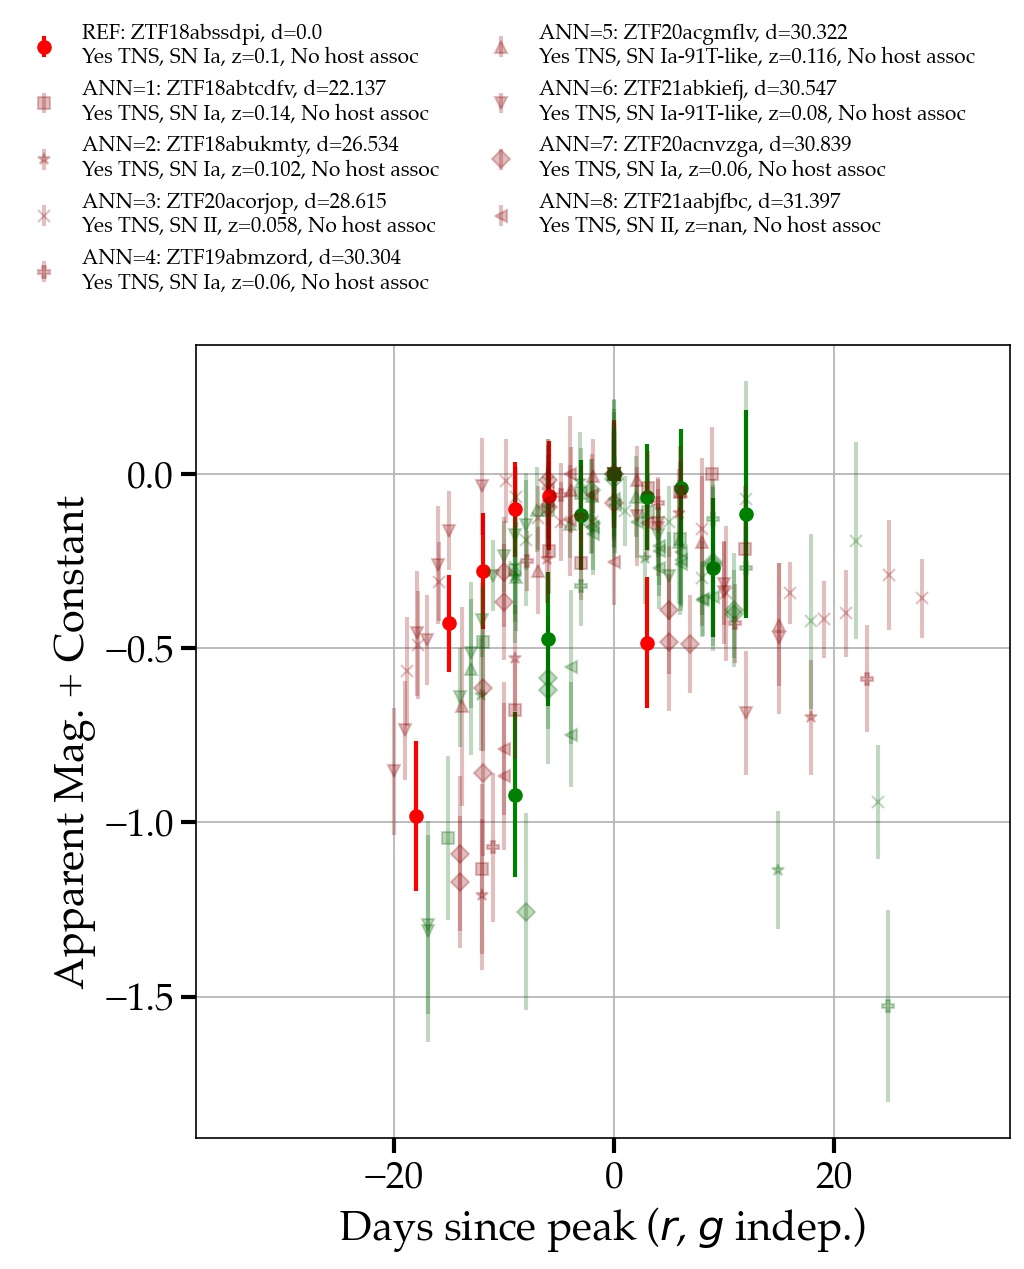 REF: ZTF18abssdpi, d=0.0
Yes TNS, SN Ia, z=0.1, No host assoc
ANN=1: ZTF18abtcdfv, d=22.137
Yes TNS, SN Ia, z=0.14, No host assoc
ANN=2: ZTF18abukmty, d=26.534
Yes TNS, SN Ia, z=0.102, No host assoc
ANN=3: ZTF20acorjop, d=28.615
Yes TNS, SN II, z=0.058, No host assoc
ANN=4: ZTF19abmzord, d=30.304
Yes TNS, SN Ia, z=0.06, No host assoc
ANN=5: ZTF20acgmflv, d=30.322
Yes TNS, SN Ia-91T-like, z=0.116, No host assoc
ANN=6: ZTF21abkiefj, d=30.547
Yes TNS, SN Ia-91T-like, z=0.08, No host assoc
ANN=7: ZTF20acnvzga, d=30.839
Yes TNS, SN Ia, z=0.06, No host assoc
ANN=8: ZTF21aabjfbc, d=31.397
Yes TNS, SN II, z=nan, No host assoc
Apparent Mag. + Constant
0.0
−0.5
−1.0
−1.5
−20
0
20
Days since peak (r, g indep.)